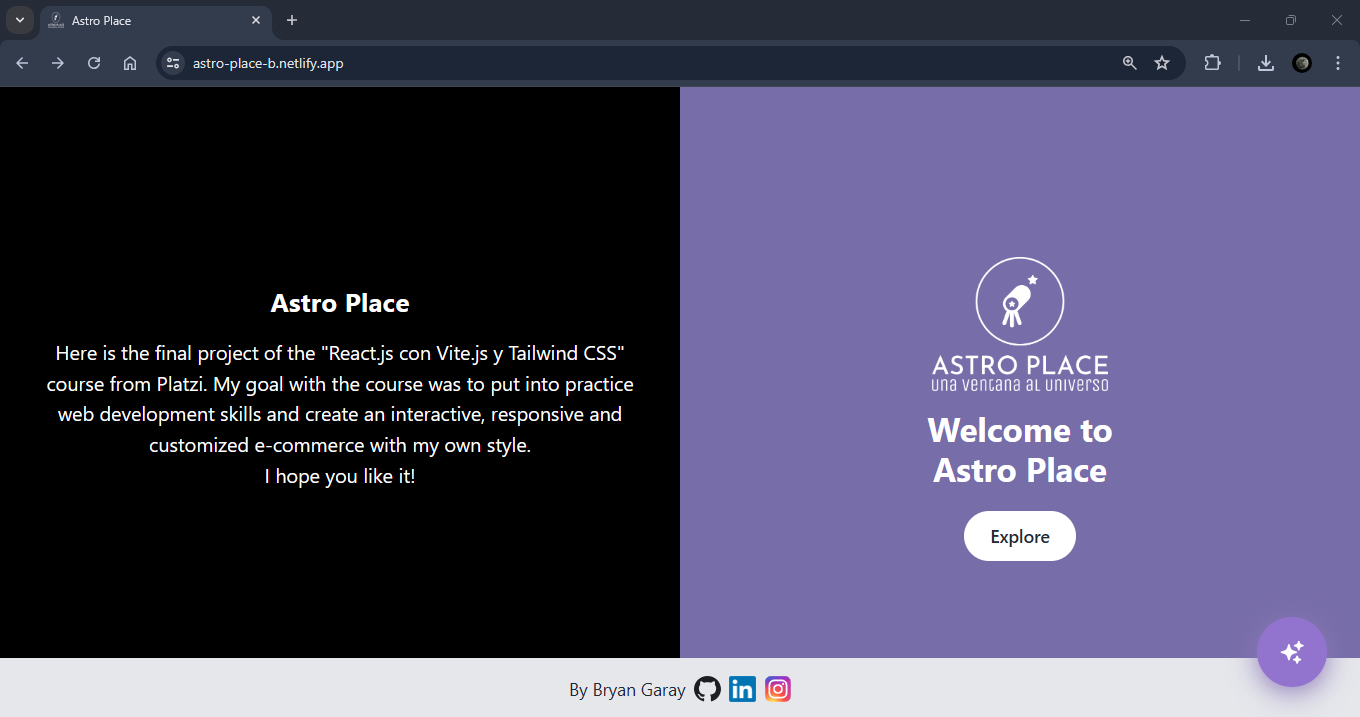 Astro Place
astro-place-b.netlify.app
Astro Place
Here is the final project of the "React.js con Vite.js y Tailwind CSS"
course from Platzi. My goal with the course was to put into practice
web development skills and create an interactive, responsive and
customized e-commerce with my own style.
I hope you like it!
ASTRO PLACE
una ventana al universo
Welcome to
Astro Place
Explore
By Bryan Garay